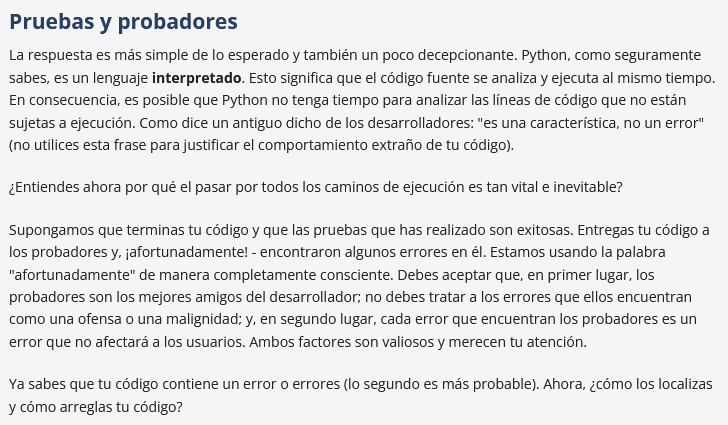 Pruebas y probadores
La respuesta es más simple de lo esperado y también un poco decepcionante. Python, como seguramente
sabes, es un lenguaje interpretado. Esto significa que el código fuente se analiza y ejecuta al mismo tiempo.
En consecuencia, es posible que Python no tenga tiempo para analizar las líneas de código que no están
sujetas a ejecución. Como dice un antiguo dicho de los desarrolladores: "es una característica, no un error"
(no utilices esta frase para justificar el comportamiento extraño de tu código).
¿Entiendes ahora por qué el pasar por todos los caminos de ejecución es tan vital e inevitable?
Supongamos que terminas tu código y que las pruebas que has realizado son exitosas. Entregas tu código a
los probadores y, ¡afortunadamente! - encontraron algunos errores en él. Estamos usando la palabra
"afortunadamente" de manera completamente consciente. Debes aceptar que, en primer lugar, los
probadores son los mejores amigos del desarrollador; no debes tratar a los errores que ellos encuentran
como una ofensa o una malignidad; y, en segundo lugar, cada error que encuentran los probadores es un
error que no afectará a los usuarios. Ambos factores son valiosos y merecen tu atención.
Ya sabes que tu código contiene un error o errores (lo segundo es más probable). Ahora, ¿cómo los localizas
y cómo arreglas tu código?